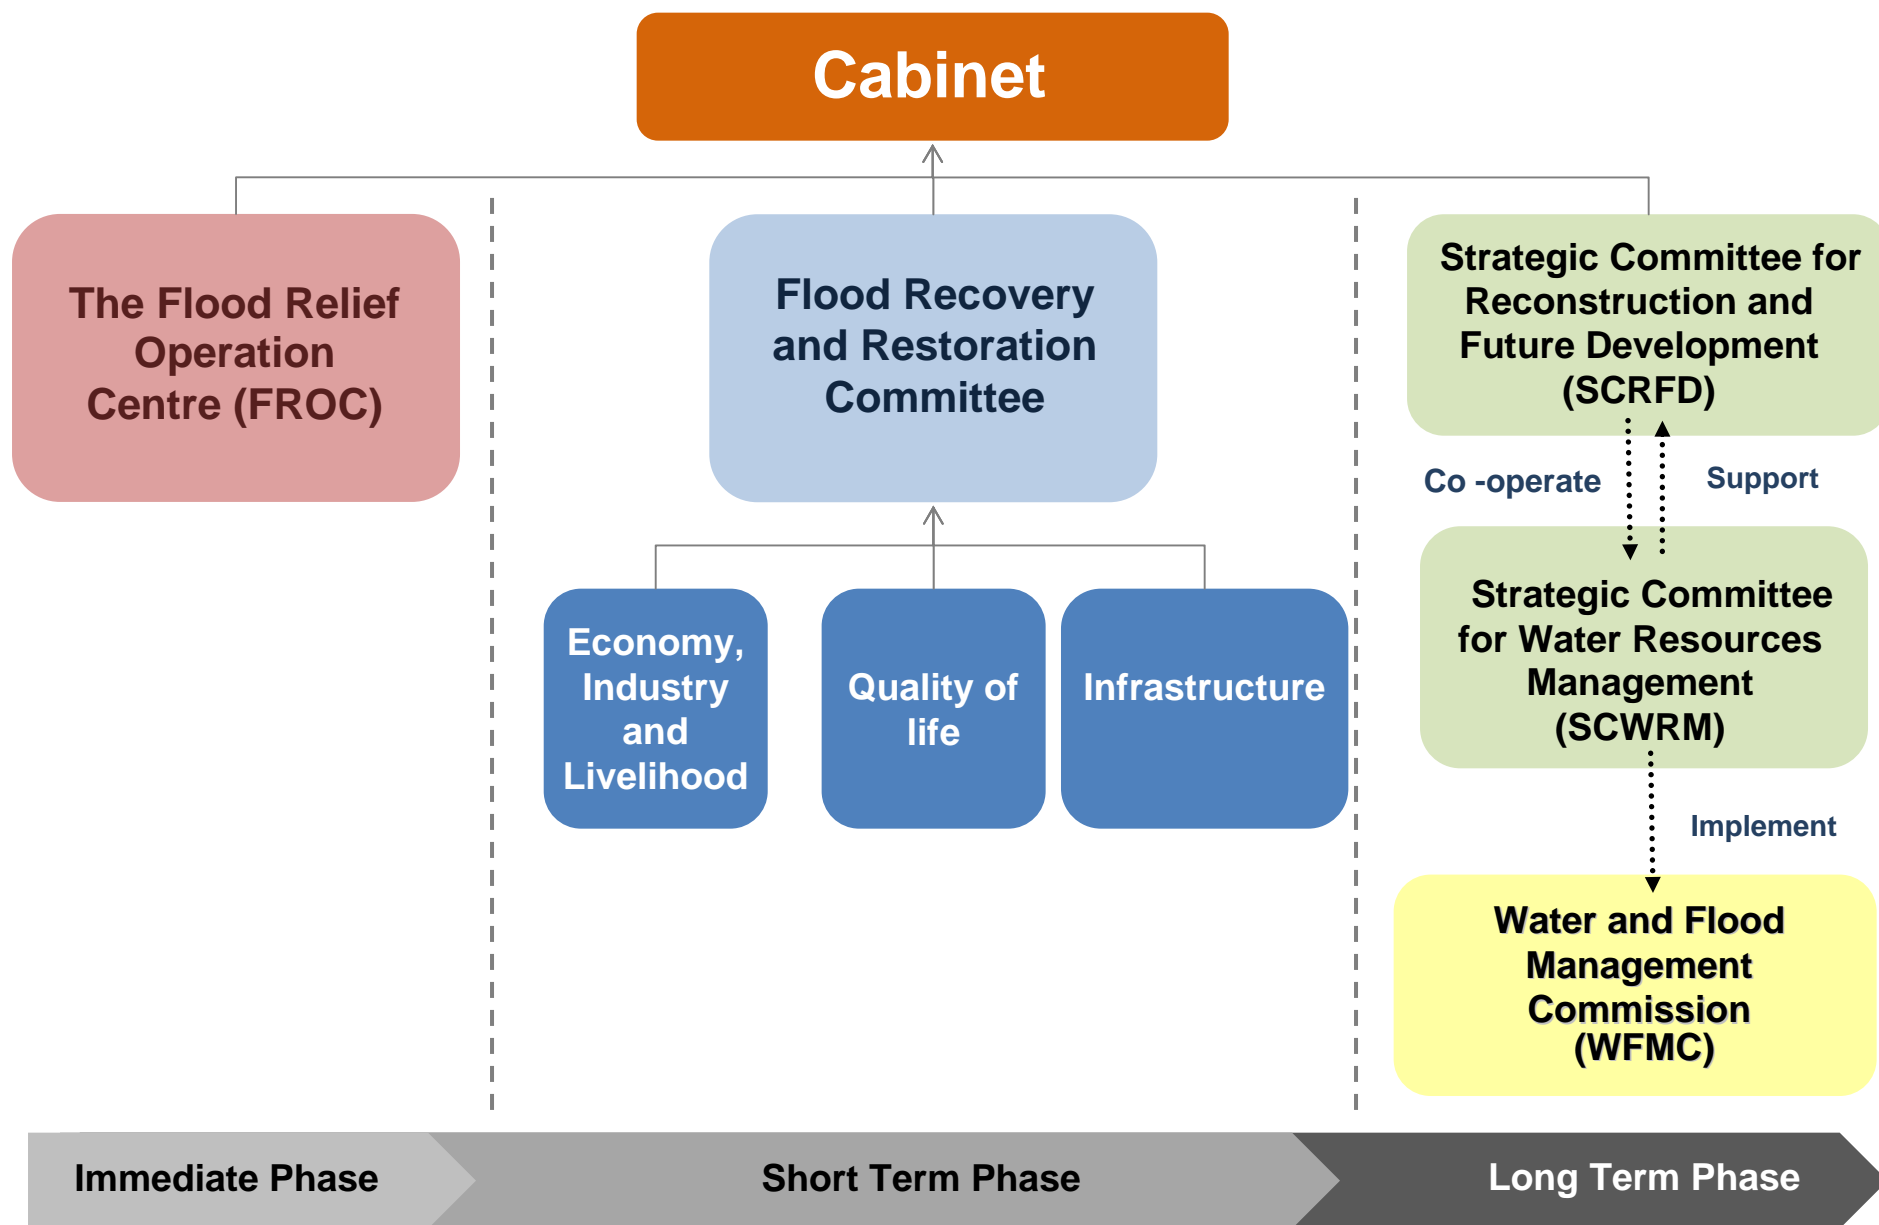 Cabinet
The Flood Relief
Operation
Centre (FROC)
Flood Recovery
and Restoration
Committee
Strategic Committee for
Reconstruction and
Future Development
(SCRFD)
Co -operate
Support
Economy,
Industry
and
Livelihood
Quality of
life
Infrastructure
Strategic Committee
for Water Resources
Management
(SCWRM)
Implement
Water and Flood
Management
Commission
(WFMC)
Immediate Phase
Short Term Phase
Long Term Phase